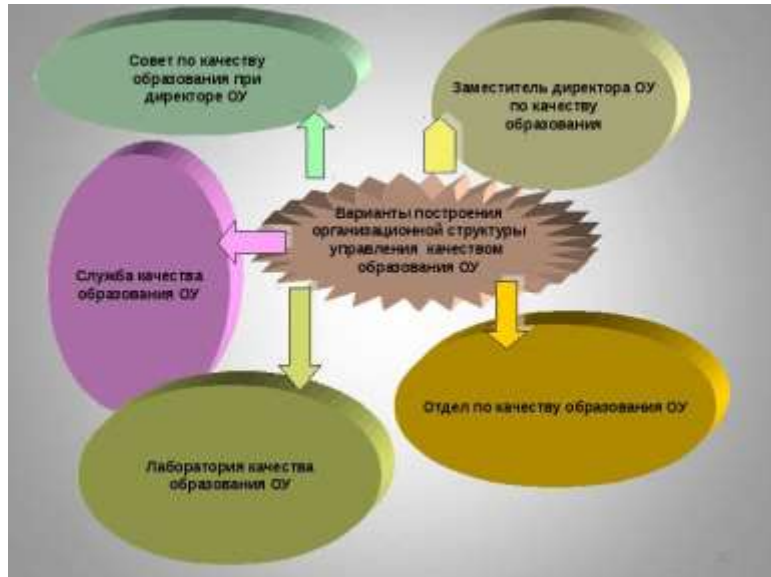 Совет по качеству
образования при
директоре ОУ
Заместитель директора ОУ
по качеству
образования
Варианты построения
организационной структуры
управления качеством
образования ОУ
Служба качества
образования ОУ
Отдел по качеству образования ОУ
Лаборатория качества
образования ОУ